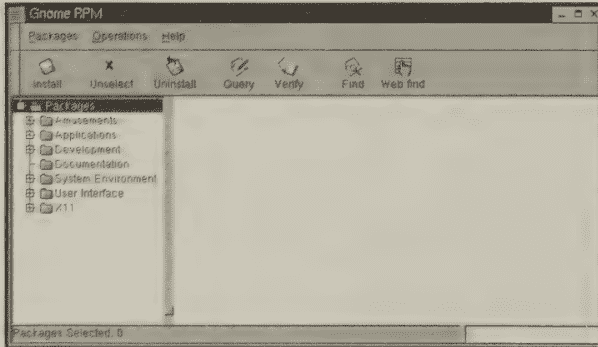 Gnome RPM
Packages Operations Help
Install Unselect Uninstall Query Verify Find Web find
Packages
Amusements
Applications
Development
Documentation
System Environment
User Interface
X11
Packages Selected: 0